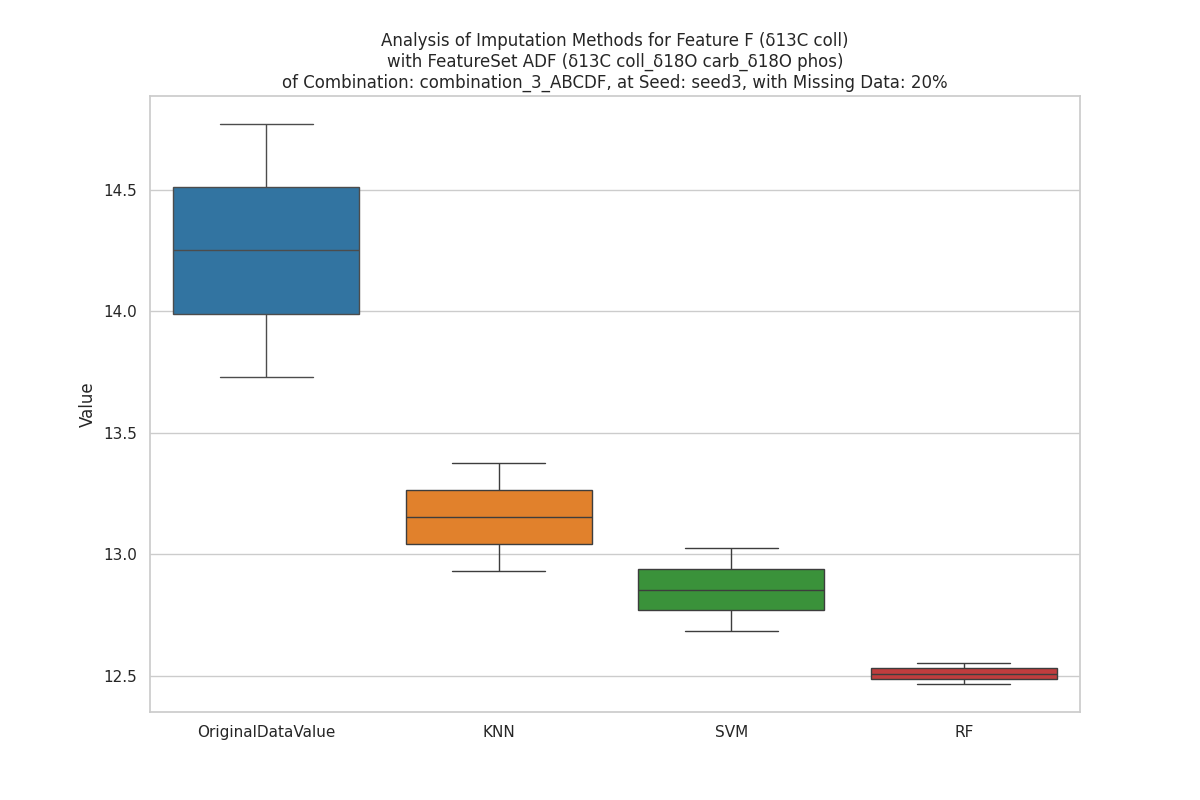 Analysis of Imputation Methods for Feature F (δ13C coll)
with FeatureSet ADF (δ13C coll_δ18O carb_δ18O phos)
of Combination: combination_3_ABCDF, at Seed: seed3, with Missing Data: 20%
14.5
14.0
13.5
13.0
12.5
Value
OriginalDataValue KNN SVM RF